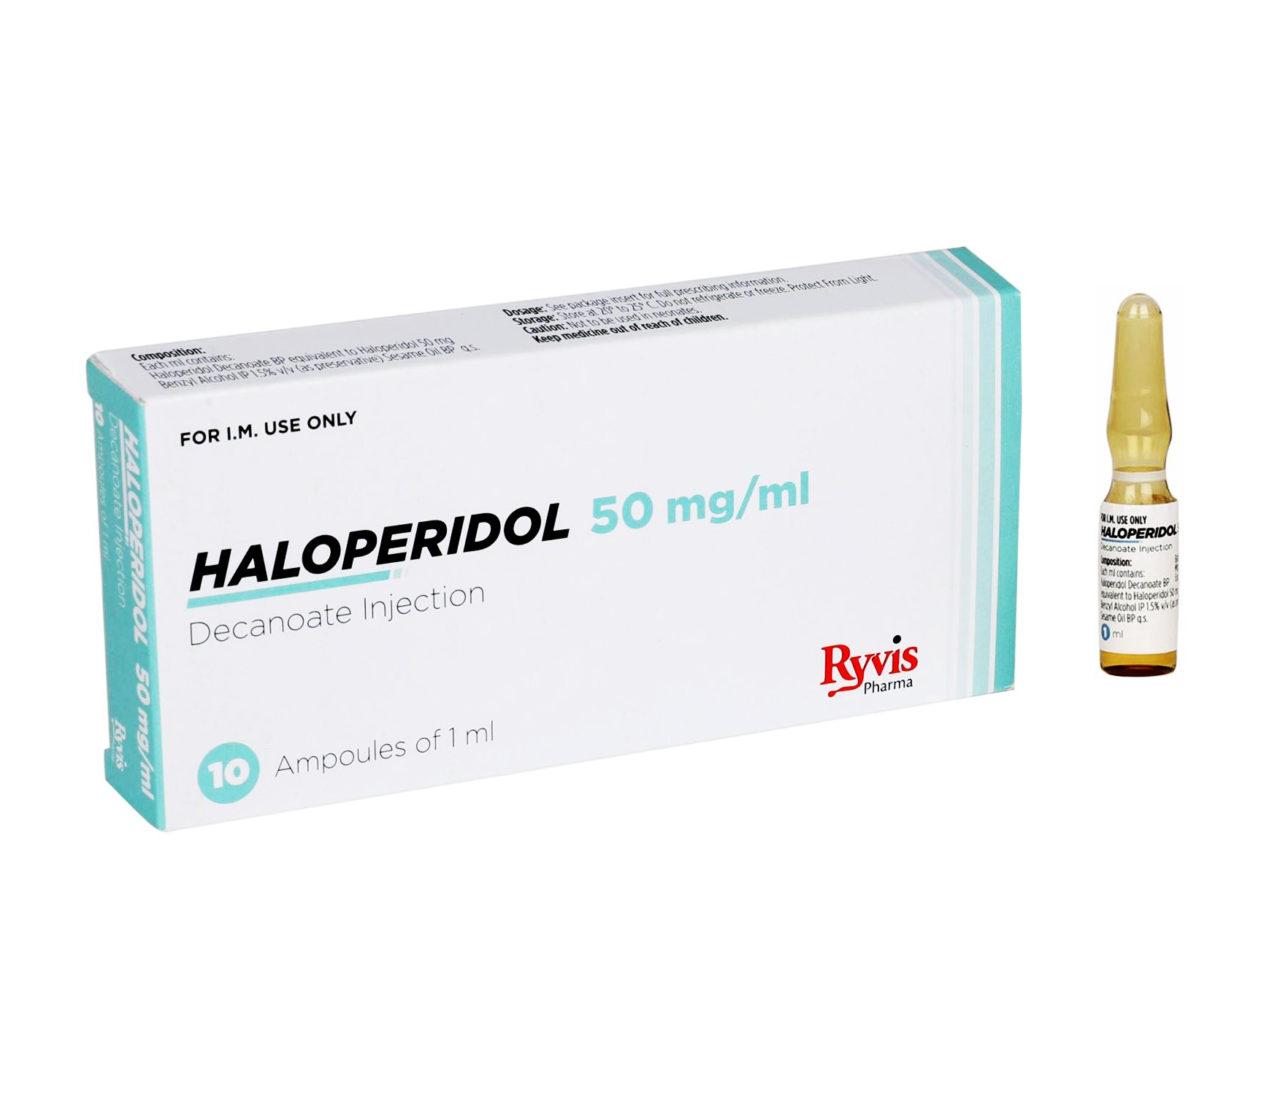 Composition:
Each ml contains:
Haloperidol Decanoate BP equivalent to Haloperidol 50 mg
Benzyl Alcohol IP 1.5% v/v (as preservative) Sesame Oil BP q.s.
Dosage: See package insert for full prescribing information.
Storage: Store at 20° to 25° C. Do not refrigerate or freeze. Protect From Light.
Caution: Not to be used in neonates.
Keep medicine out of reach of children.
FOR I.M. USE ONLY
HALOPERIDOL 50 mg/ml
Decanoate Injection
10 Ampoules of 1 ml
Ryvis
Pharma
HALOPERIDOL 50 mg/ml
Decanoate Injection
10 Ampoules of 1 ml
Ryvis
FOR I.M. USE ONLY
HALOPERIDOL
Decanoate Injection
Composition:
Each ml contains:
Haloperidol Decanoate BP
equivalent to Haloperidol 50
Benzyl Alcohol IP 1.5% v/v (as
Sesame Oil BP q.s.
1 ml